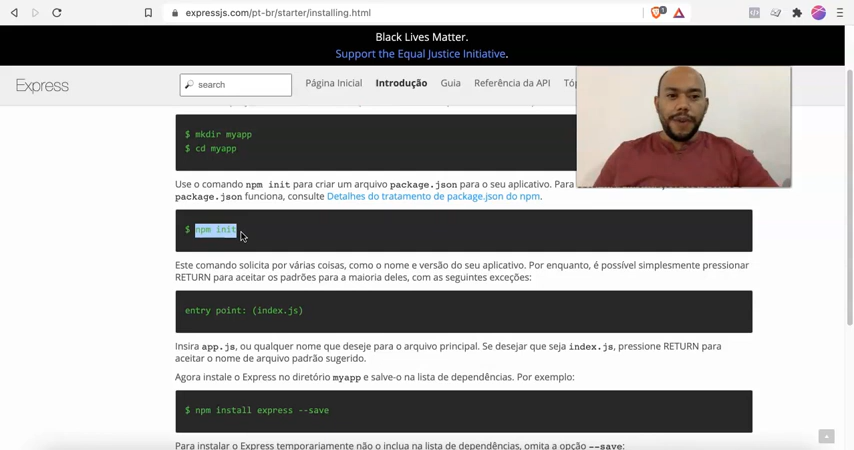 expressjs.com/pt-br/starter/installing.html
1
Black Lives Matter.
Support the Equal Justice Initiative.
Express
search
Página Inicial Introdução Guia Referência da API
$ mkdir myapp
$ cd myapp
Use o comando npm init para criar um arquivo package.json para o seu aplicativo. Para
package.json funciona, consulte Detalhes do tratamento de package.json do npm.
$ npm init
Este comando solicita por várias coisas, como o nome e versão do seu aplicativo. Por enquanto, é possível simplesmente pressionar
RETURN para aceitar os padrões para a maioria deles, com as seguintes exceções:
entry point: (index.js)
Insira app.js, ou qualquer nome que deseje para o arquivo principal. Se desejar que seja index.js, pressione RETURN para
aceitar o nome de arquivo padrão sugerido.
Agora instale o Express no diretório myapp e salve-o na lista de dependências. Por exemplo:
$ npm install express --save
Para instalar o Express temporariamente não o inclua na lista de dependências, omita a opção --save: